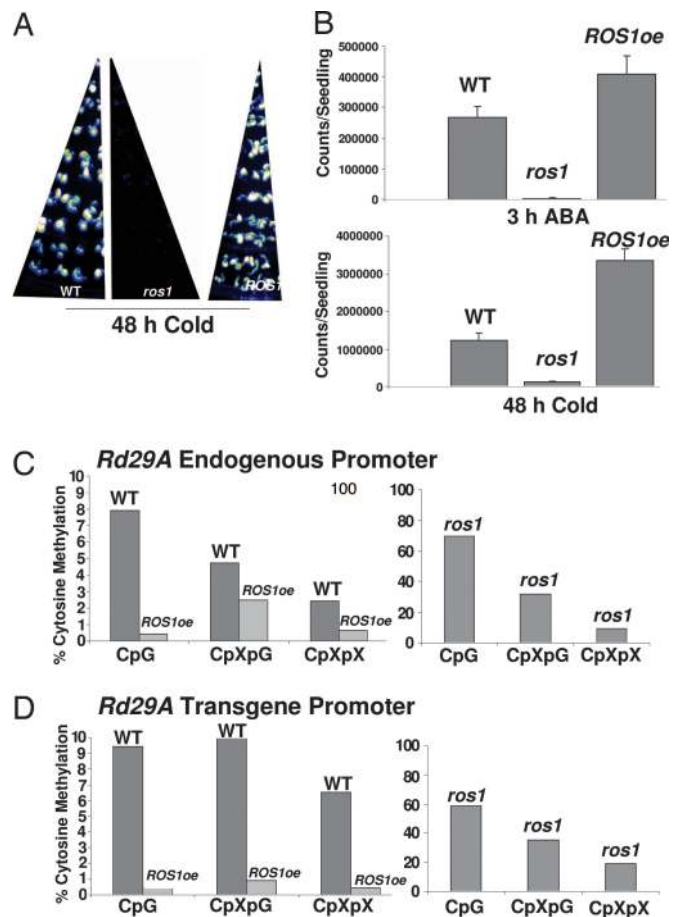 A
WT
ros1
ROS1
48 h Cold
B
Counts/Seedling
500000
400000
300000
200000
100000
0
WT
ros1
ROS1oe
3 h ABA
Counts/Seedling
4000000
3000000
2000000
1000000
0
WT
ros1
ROS1oe
48 h Cold
C
Rd29A Endogenous Promoter
% Cytosine Methylation
10
9
8
7
6
5
4
3
2
1
0
WT
ROS1oe
WT
ROS1oe
WT
ROS1oe
CpG
CpXpG
CpXpX
100
100
80
60
40
20
0
ros1
ros1
ros1
CpG
CpXpG
CpXpX
D
Rd29A Transgene Promoter
% Cytosine Methylation
10
9
8
7
6
5
4
3
2
1
0
WT
ROS1oe
WT
ROS1oe
WT
ROS1oe
CpG
CpXpG
CpXpX
100
80
60
40
20
0
ros1
ros1
ros1
CpG
CpXpG
CpXpX